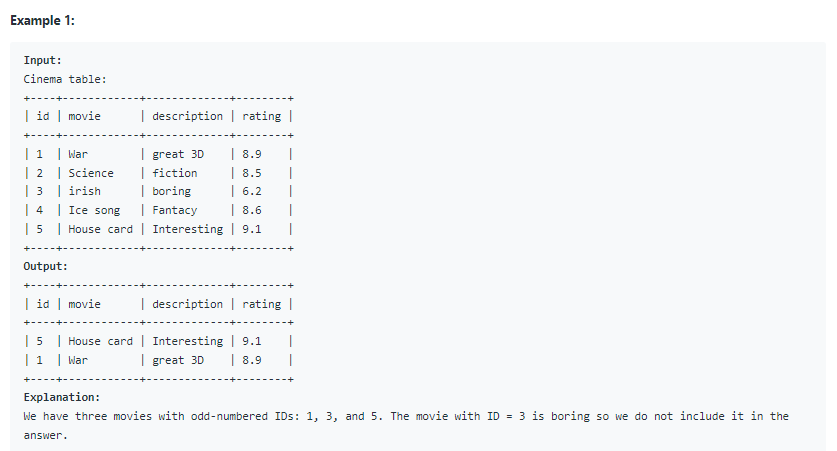 Example 1:
Input:
Cinema table:
+----+------------+-------------+--------+
| id | movie      | description | rating |
+----+------------+-------------+--------+
| 1  | War        | great 3D    | 8.9    |
| 2  | Science    | fiction     | 8.5    |
| 3  | irish      | boring      | 6.2    |
| 4  | Ice song   | Fantacy     | 8.6    |
| 5  | House card | Interesting | 9.1    |
+----+------------+-------------+--------+
Output:
+----+------------+-------------+--------+
| id | movie      | description | rating |
+----+------------+-------------+--------+
| 5  | House card | Interesting | 9.1    |
| 1  | War        | great 3D    | 8.9    |
+----+------------+-------------+--------+
Explanation:
We have three movies with odd-numbered IDs: 1, 3, and 5. The movie with ID = 3 is boring so we do not include it in the
answer.